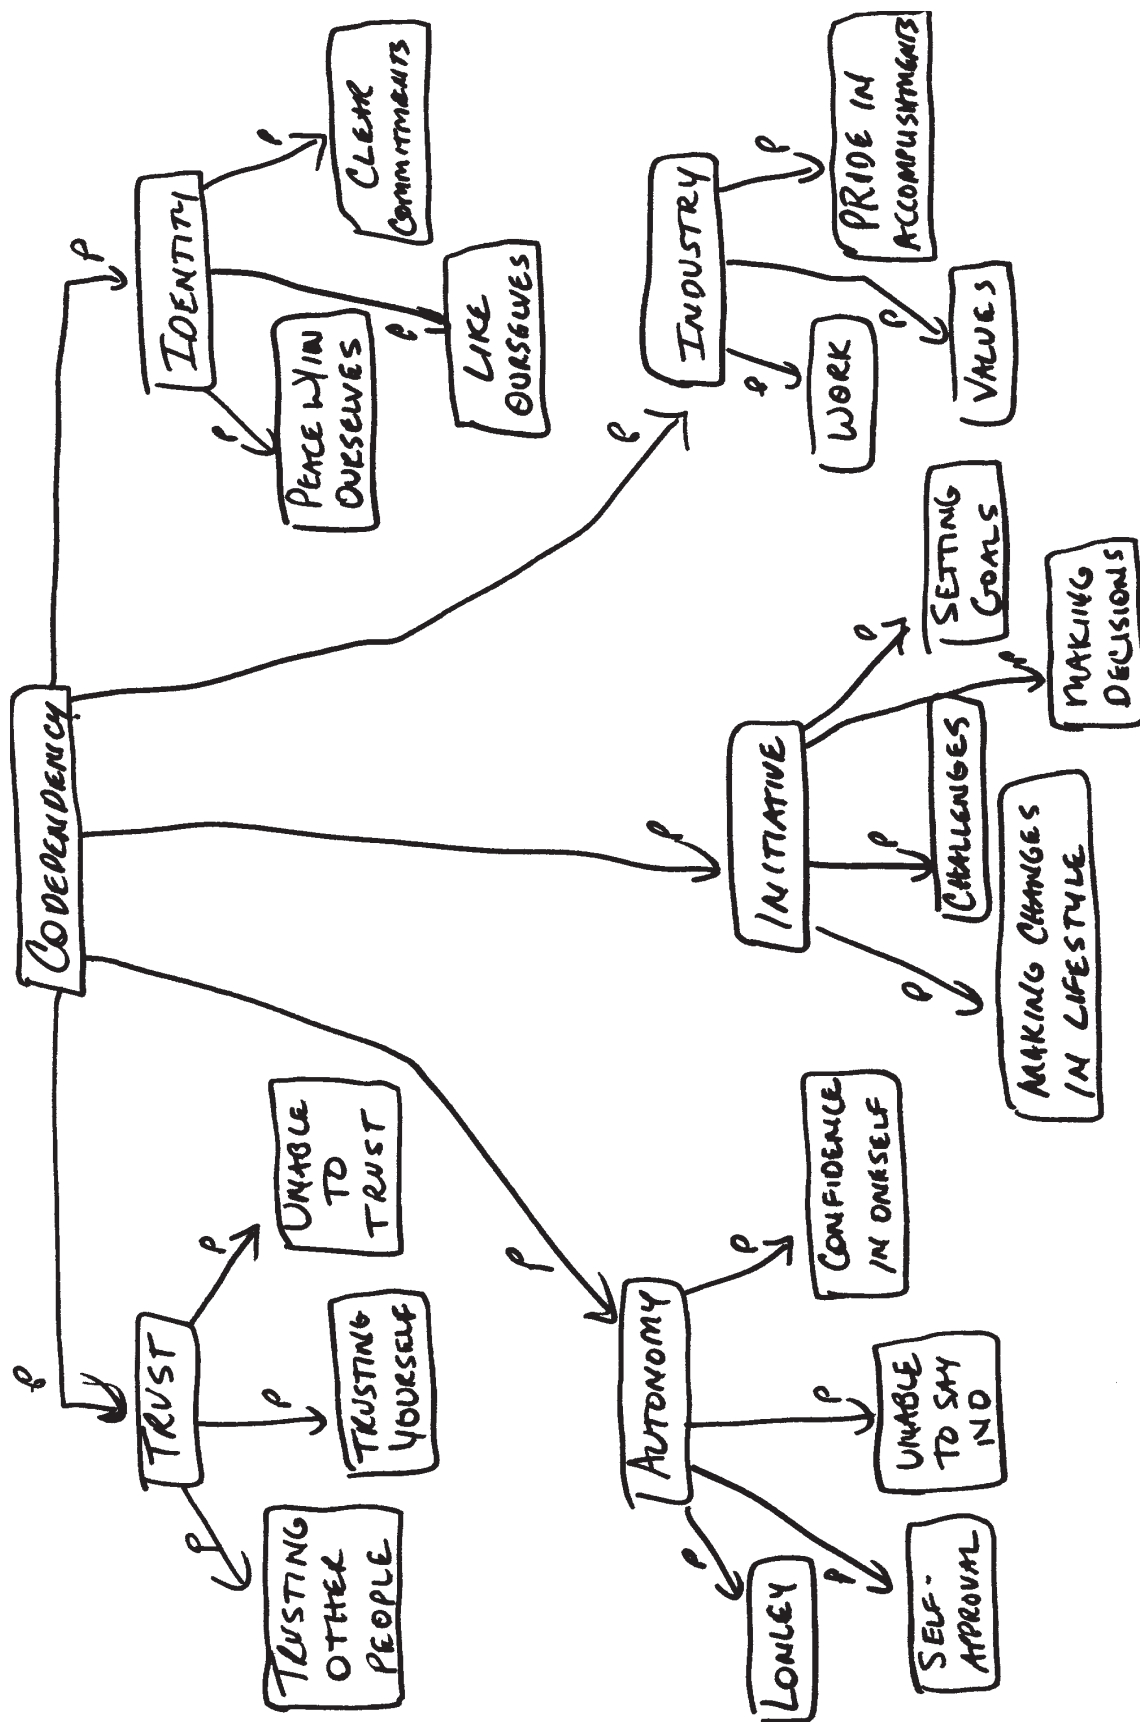 CODEPENDENCY
P
TRUST
P
TRUSTING
OTHER
PEOPLE
P
TRUSTING
YOURSELF
P
UNABLE
TO
TRUST
P
AUTONOMY
P
LONLEY
P
SELF-
APPROVAL
P
UNABLE
TO SAY
NO
P
CONFIDENCE
IN ONESELF
P
INITIATIVE
P
MAKING CHANGES
IN LIFESTYLE
P
CHALLENGES
P
MAKING
DECISIONS
P
SETTING
GOALS
P
INDUSTRY
P
WORK
P
VALUES
P
PRIDE IN
ACCOMPLISHMENTS
P
IDENTITY
P
PEACE W/IN
OURSELVES
P
LIKE
OURSELVES
P
CLEAR
COMMITMENTS